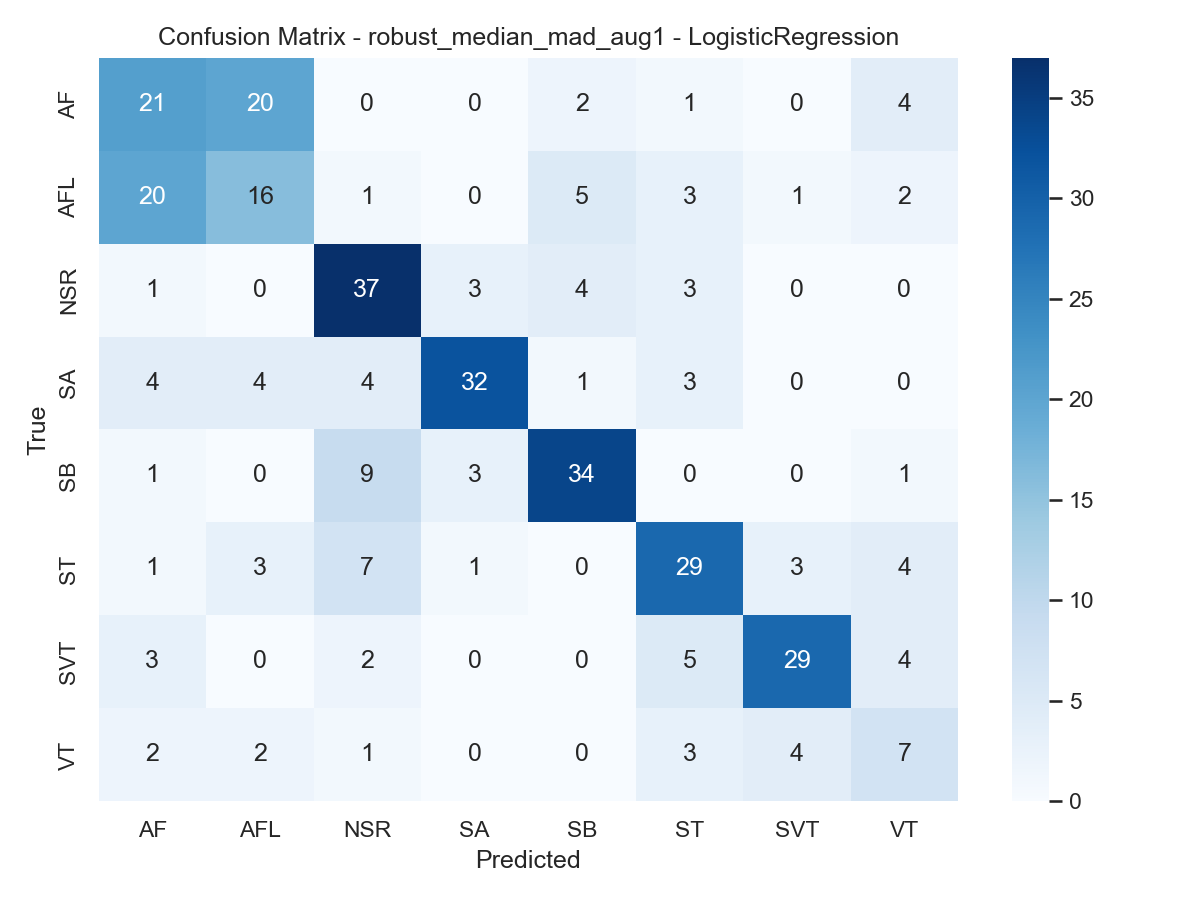 Confusion Matrix - robust_median_mad_aug1 - LogisticRegression
AF 21 20 0 0 2 1 0 4
AFL 20 16 1 0 5 3 1 2
NSR 1 0 37 3 4 3 0 0
SA 4 4 4 32 1 3 0 0
SB 1 0 9 3 34 0 0 1
ST 1 3 7 1 0 29 3 4
SVT 3 0 2 0 0 5 29 4
VT 2 2 1 0 0 3 4 7
AF AFL NSR SA SB ST SVT VT
Predicted
True
35
30
25
20
15
10
5
0